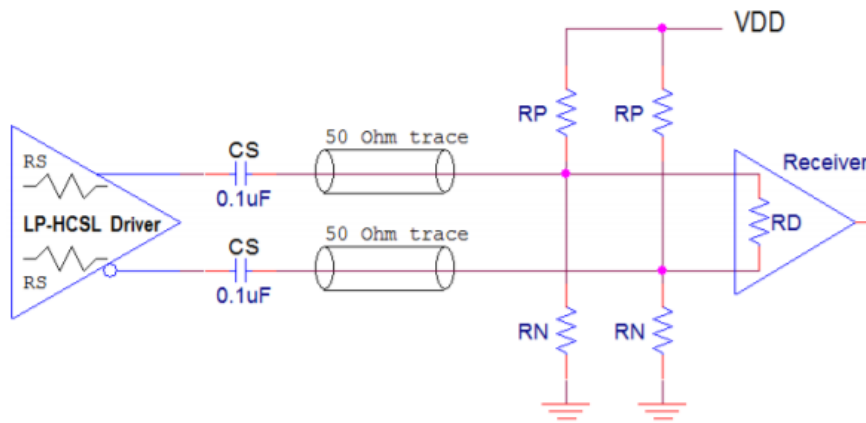 VDD
RP
RP
50 Ohm trace
CS
Receiver
RS
0.1uF
RD
LP-HCSL Driver
50 Ohm trace
CS
RS
0.1uF
RN
RN